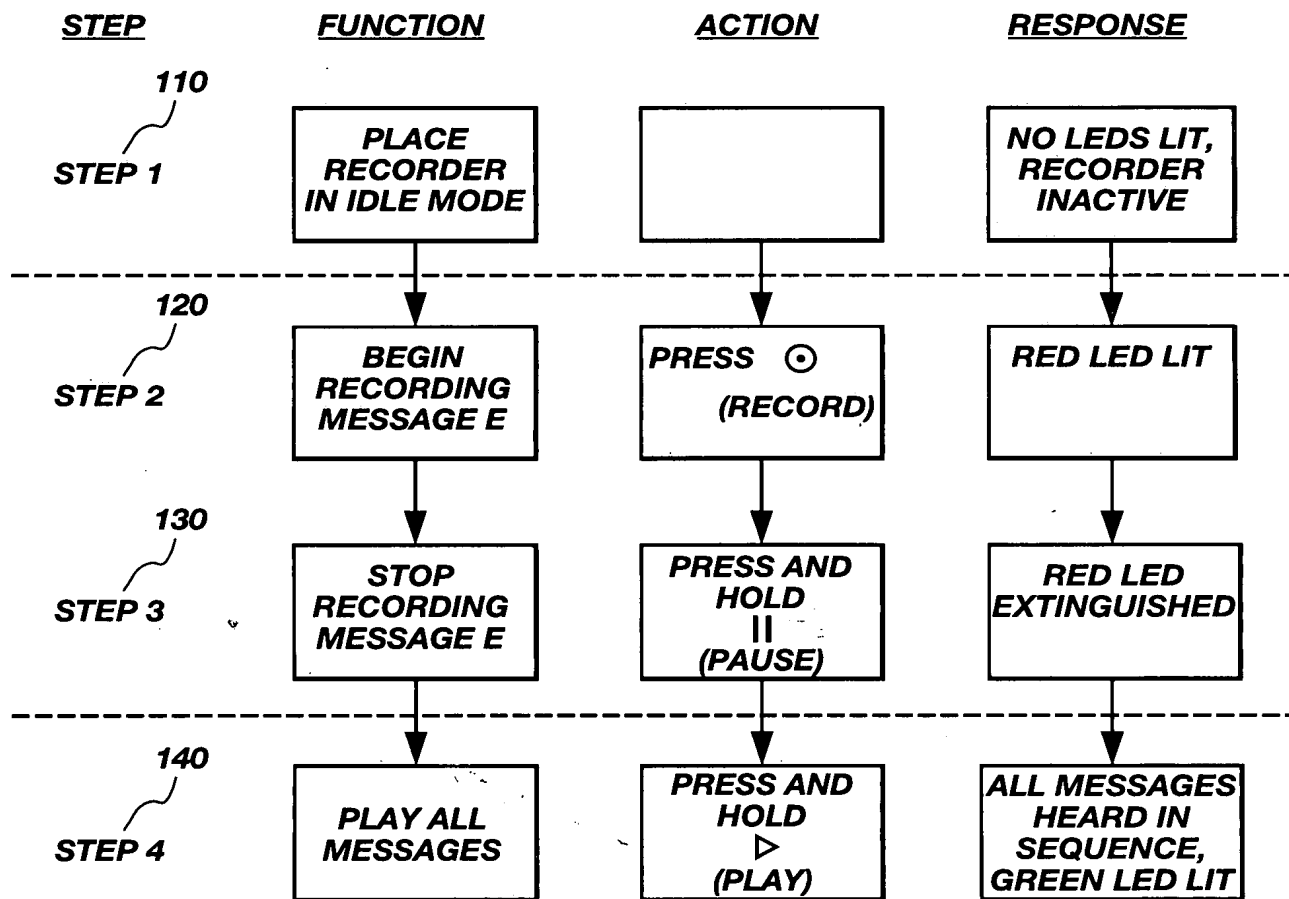 STEP FUNCTION ACTION RESPONSE
110
STEP 1
PLACE
RECORDER
IN IDLE MODE
NO LEDS LIT,
RECORDER
INACTIVE
120
STEP 2
BEGIN
RECORDING
MESSAGE E
PRESS
(RECORD)
RED LED LIT
130
STEP 3
STOP
RECORDING
MESSAGE E
PRESS AND
HOLD
(PAUSE)
RED LED
EXTINGUISHED
140
STEP 4
PLAY ALL
MESSAGES
PRESS AND
HOLD
(PLAY)
ALL MESSAGES
HEARD IN
SEQUENCE,
GREEN LED LIT